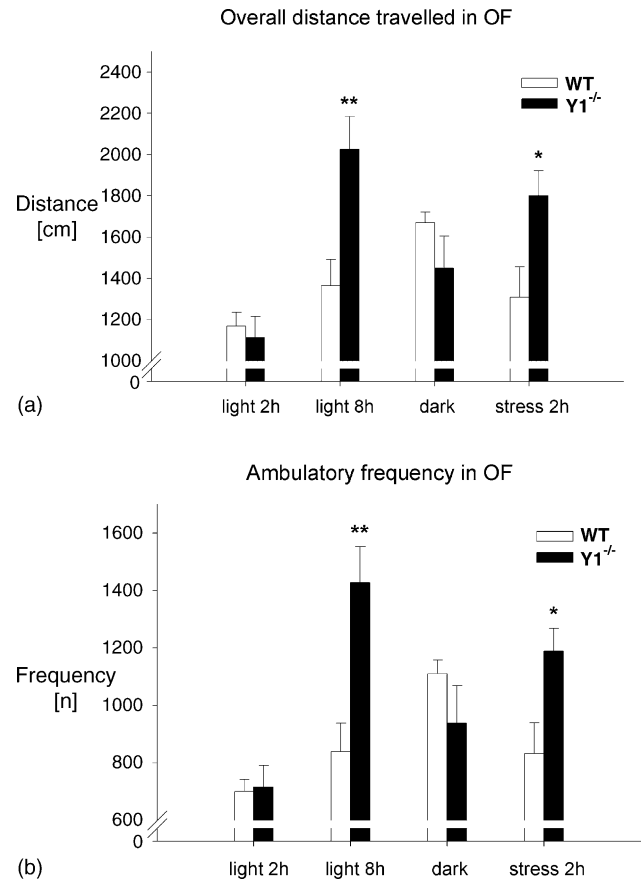 Overall distance travelled in OF
2400
2200
2000
1800
1600
1400
1200
1000
0
Distance
[cm]
WT
Y1-/-
**
*
light 2h
light 8h
dark
stress 2h
(a)
Ambulatory frequency in OF
1600
1400
1200
1000
800
600
0
Frequency
[n]
WT
Y1-/-
**
*
light 2h
light 8h
dark
stress 2h
(b)